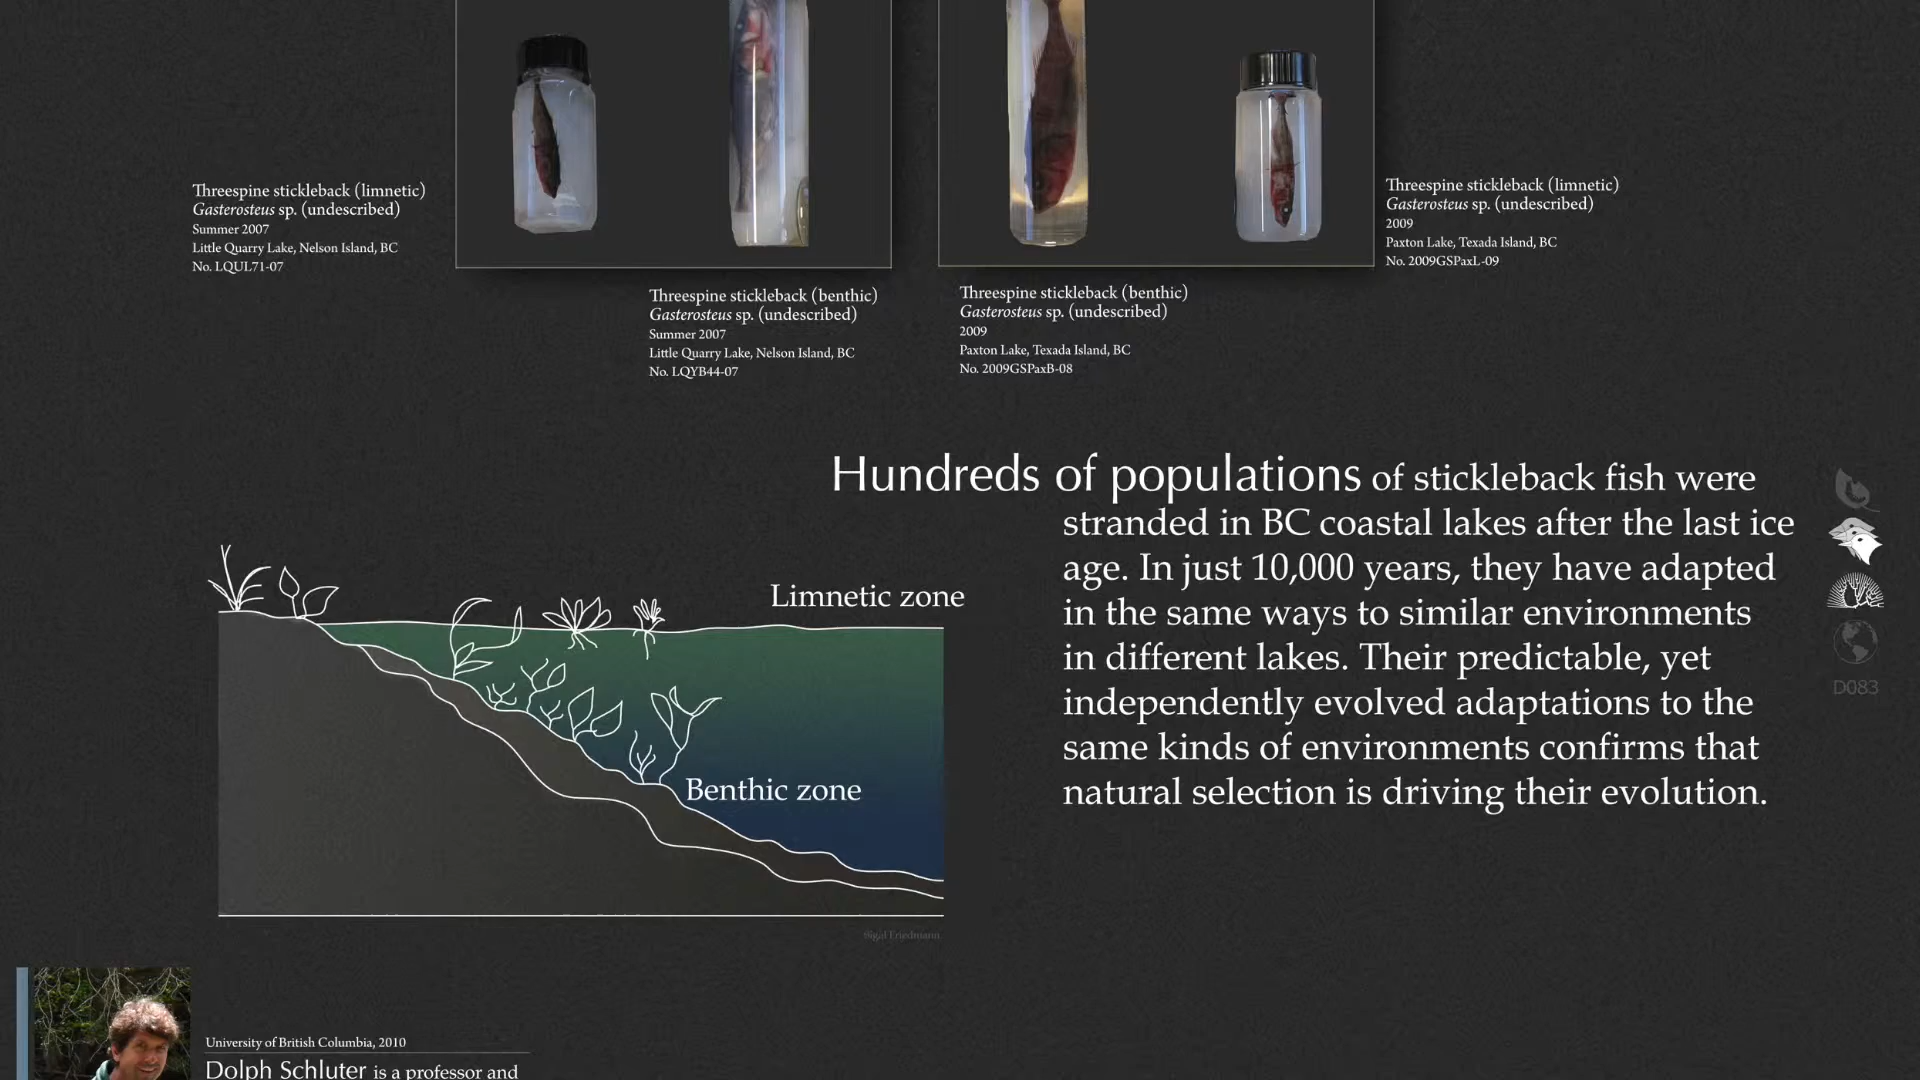 Threespine stickleback (limnetic)
Gasterosteus sp. (undescribed)
Summer 2007
Little Quarry Lake, Nelson Island, BC
No. LQUL71-07
Threespine stickleback (benthic)
Gasterosteus sp. (undescribed)
Summer 2007
Little Quarry Lake, Nelson Island, BC
No. LQYB44-07
Threespine stickleback (benthic)
Gasterosteus sp. (undescribed)
2009
Paxton Lake, Texada Island, BC
No. 2009GSPaxB-08
Threespine stickleback (limnetic)
Gasterosteus sp. (undescribed)
2009
Paxton Lake, Texada Island, BC
No. 2009GSPaxL-09
Hundreds of populations of stickleback fish were
stranded in BC coastal lakes after the last ice
age. In just 10,000 years, they have adapted
in the same ways to similar environments
in different lakes. Their predictable, yet
independently evolved adaptations to the
same kinds of environments confirms that
natural selection is driving their evolution.
D083
Limnetic zone
Benthic zone
Sigal Friedmann
University of British Columbia, 2010
Dolph Schluter is a professor and